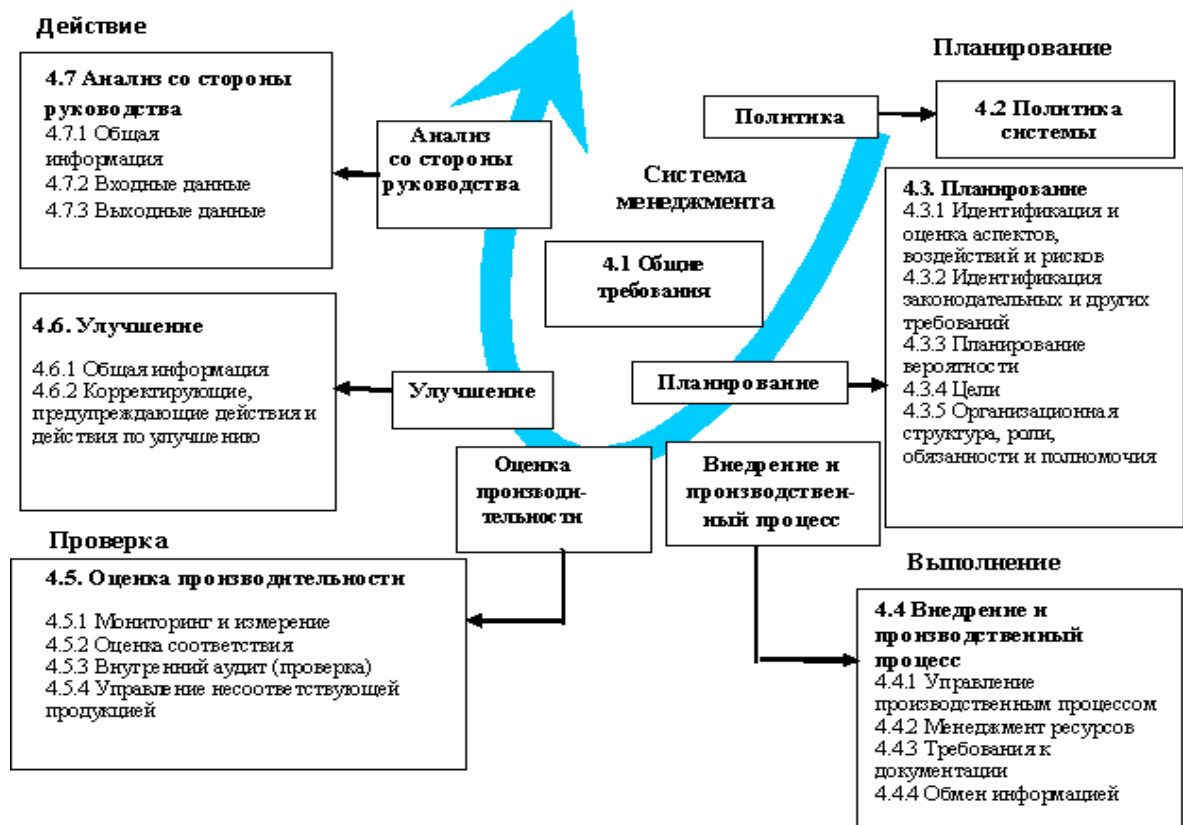 Действие
4.7 Анализ со стороны
руководства
4.7.1 Общая
информация
4.7.2 Входные данные
4.7.3 Выходные данные
Анализ
со стороны
руководства
Планирование
Политика
4.2 Политика
системы
Система
менеджмента
4.1 Общие
требования
4.3. Планирование
4.3.1 Идентификация и
оценка аспектов,
воздействий и рисков
4.3.2 Идентификация
законодательных и других
требований
4.3.3 Планирование
вероятности
4.3.4 Цели
4.3.5 Организационная
структура, роли,
обязанности и полномочия
Планирование
4.6. Улучшение
4.6.1 Общая информация
4.6.2 Корректирующие,
предупреждающие действия и
действия по улучшению
Улучшение
Оценка
производи-
тельности
Внедрение и
производствен-
ный процесс
Проверка
4.5. Оценка производительности
4.5.1 Мониторинг и измерение
4.5.2 Оценка соответствия
4.5.3 Внутренний аудит (проверка)
4.5.4 Управление несоответствующей
продукцией
Выполнение
4.4 Внедрение и
производственный
процесс
4.4.1 Управление
производственным процессом
4.4.2 Менеджмент ресурсов
4.4.3 Требования к
документации
4.4.4 Обмен информацией